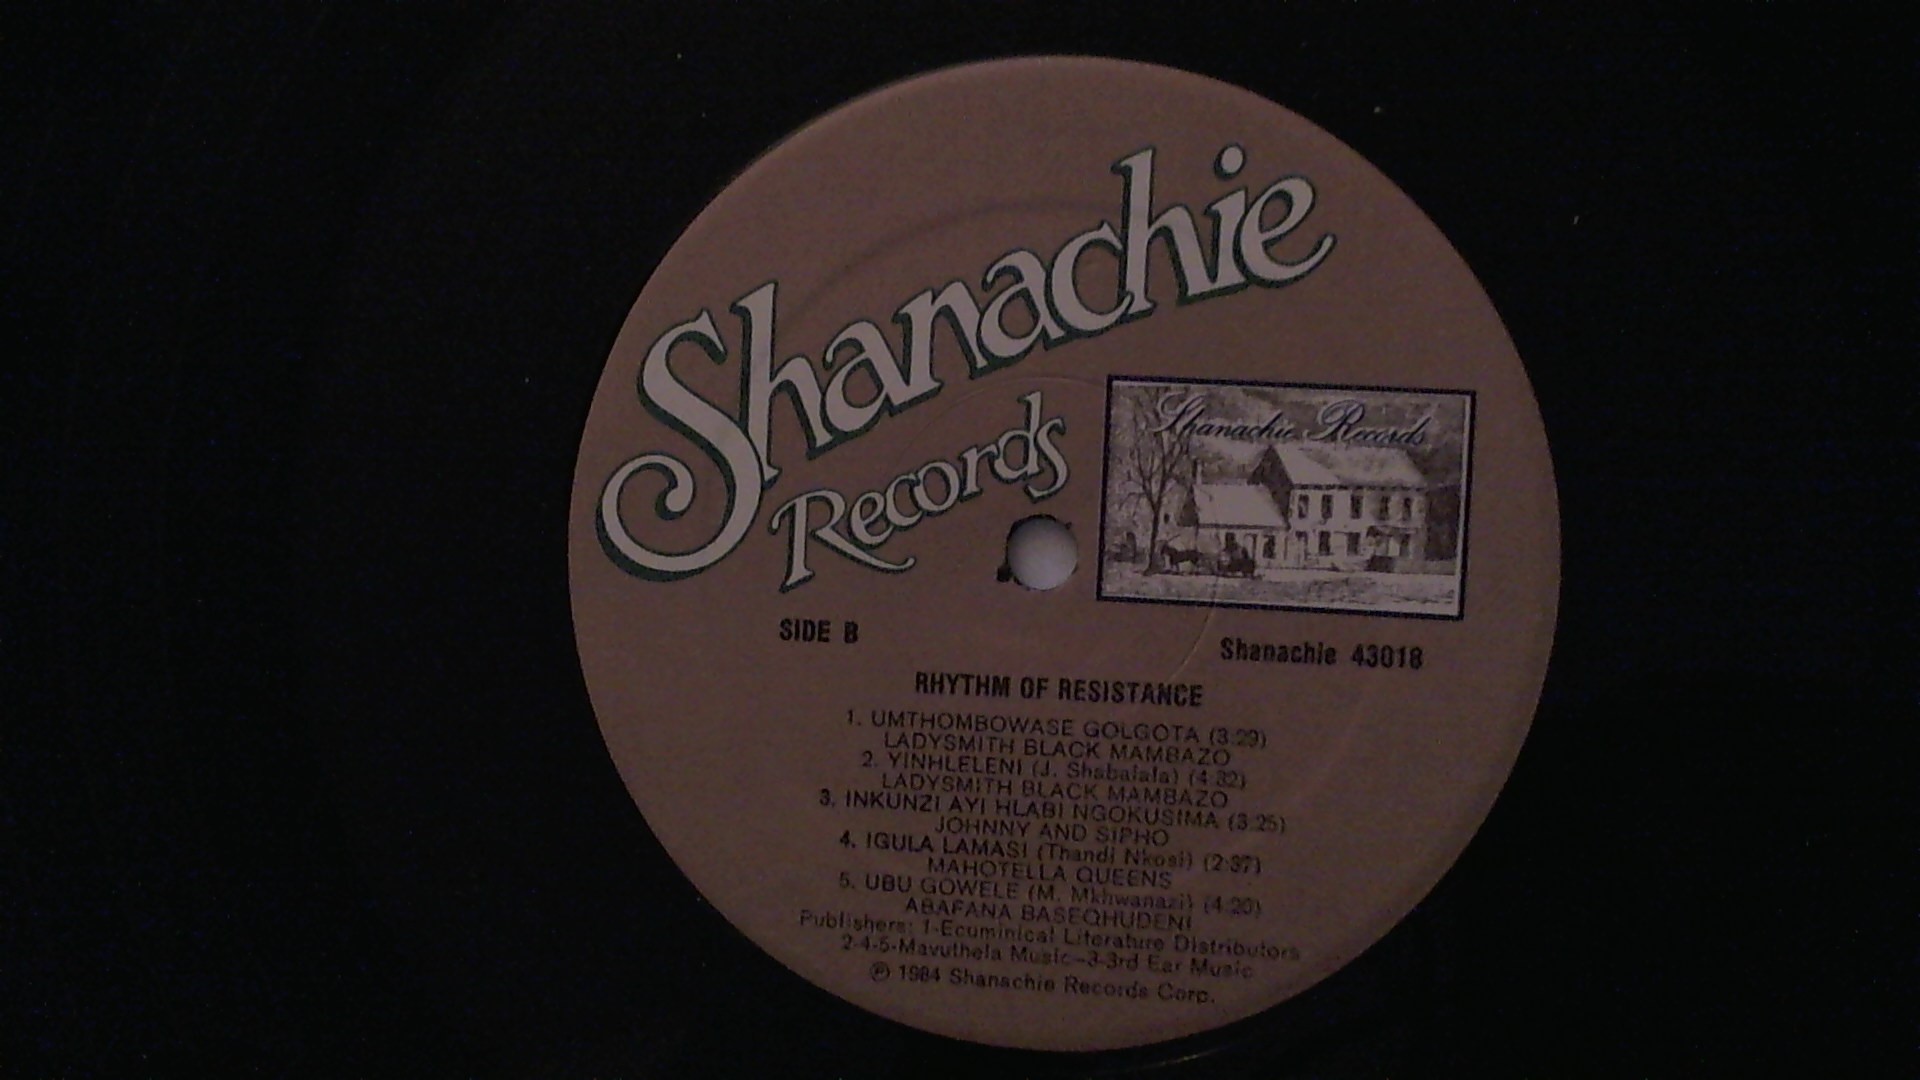 Shanachie
Records
Shanachie Records
SIDE B
Shanachie 43018
RHYTHM OF RESISTANCE
1. UMTHOMBOWASE GOLGOTA (3:29)
LADYSMITH BLACK MAMBAZO
2. YINHLELENI (J. Shabalala) (4:32)
LADYSMITH BLACK MAMBAZO
3. INKUNZI AYI HLABI NGOKUSIMA (3:25)
JOHNNY AND SIPHO
4. IGULA LAMASI (Thandi Nkosi) (2:37)
MAHOTELLA QUEENS
5. UBU GOWELE (M. Mkhwanazi) (4:20)
ABAFANA BASEQHUDENI
Publishers: 1-Ecuminical Literature Distributors
2-4-5-Mavuthela Music-3-3rd Ear Music
℗ 1984 Shanachie Records Corp.